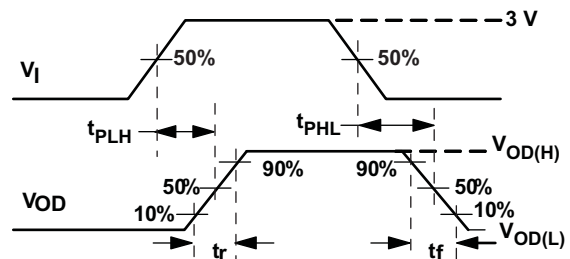 3 V
50%
50%
VI
tPLH
tPHL
VOD(H)
90%
90%
VOD
50%
50%
10%
10%
tr
tf
VOD(L)